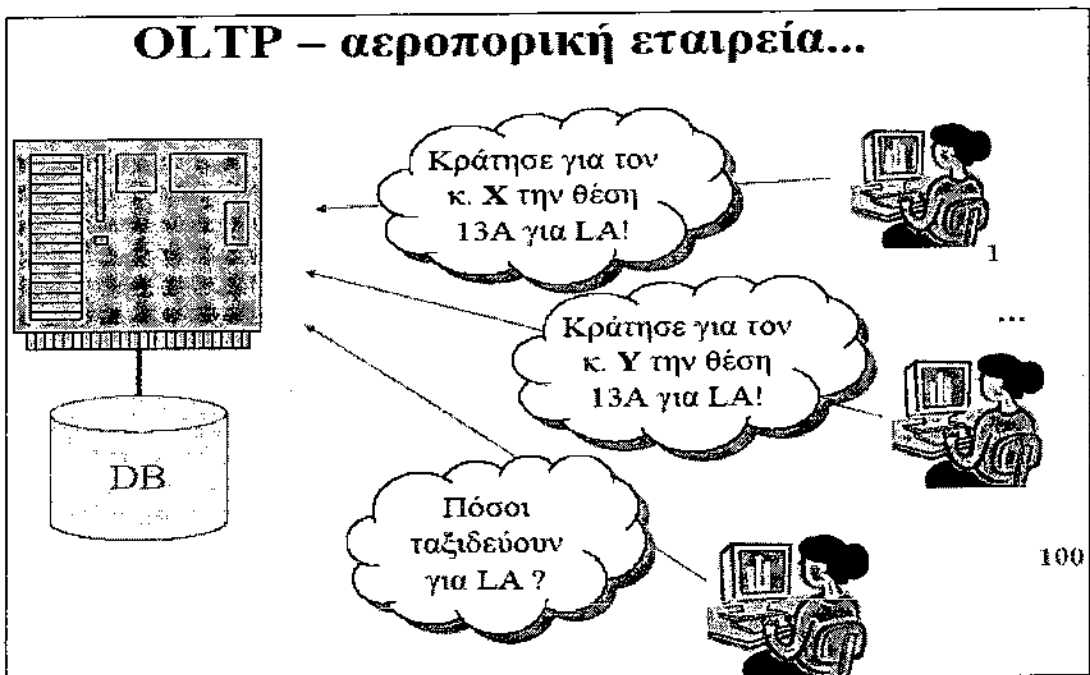 OLTP – αεροπορική εταιρεία...
Κράτησε για τον
κ. X την θέση
13A για LA!
1
Κράτησε για τον
κ. Y την θέση
13A για LA!
...
DB
Πόσοι
ταξιδεύουν
για LA ?
100